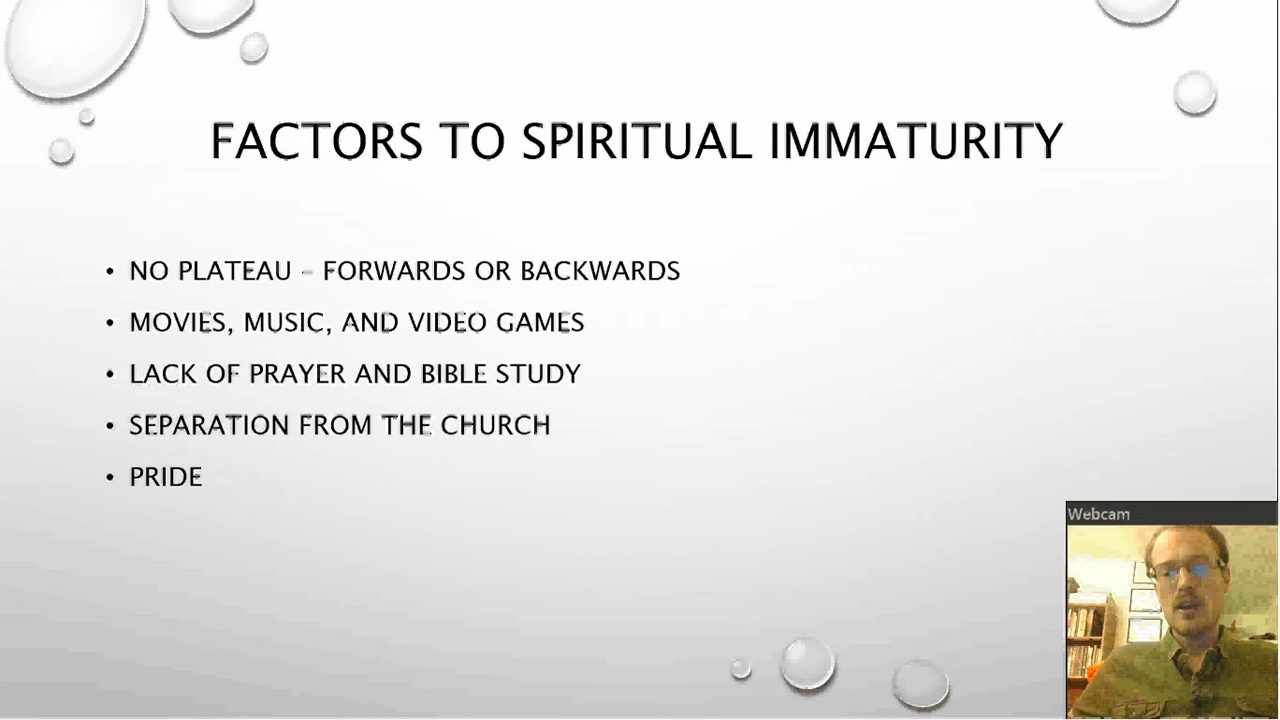 FACTORS TO SPIRITUAL IMMATURITY
• NO PLATEAU – FORWARDS OR BACKWARDS
• MOVIES, MUSIC, AND VIDEO GAMES
• LACK OF PRAYER AND BIBLE STUDY
• SEPARATION FROM THE CHURCH
• PRIDE
Webcam